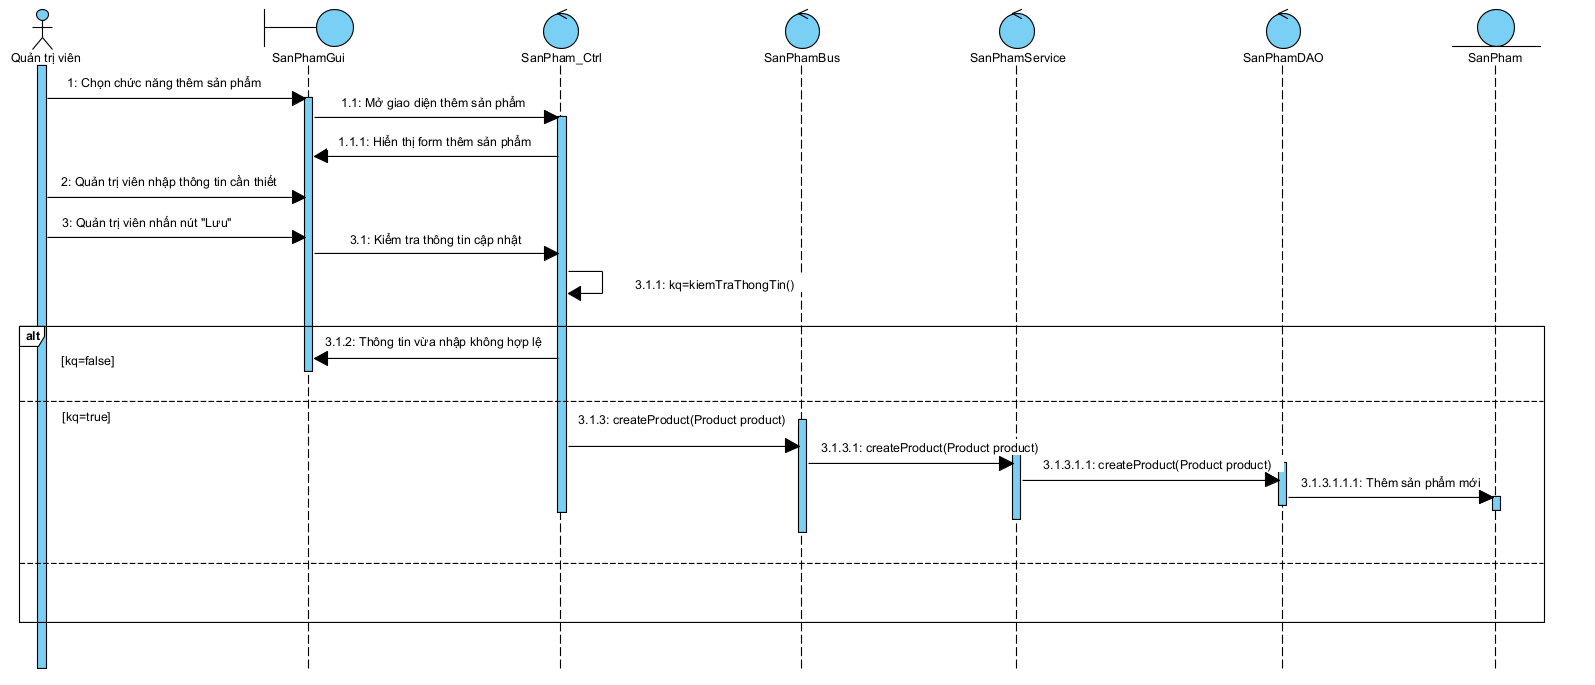 Quản trị viên
SanPhamGui
SanPham_Ctrl
SanPhamBus
SanPhamService
SanPhamDAO
SanPham
1: Chọn chức năng thêm sản phẩm
1.1: Mở giao diện thêm sản phẩm
1.1.1: Hiển thị form thêm sản phẩm
2: Quản trị viên nhập thông tin cần thiết
3: Quản trị viên nhấn nút "Lưu"
3.1: Kiểm tra thông tin cập nhật
3.1.1: kq=kiemTraThongTin()
alt
3.1.2: Thông tin vừa nhập không hợp lệ
[kq=false]
[kq=true]
3.1.3: createProduct(Product product)
3.1.3.1: createProduct(Product product)
3.1.3.1.1: createProduct(Product product)
3.1.3.1.1.1: Thêm sản phẩm mới